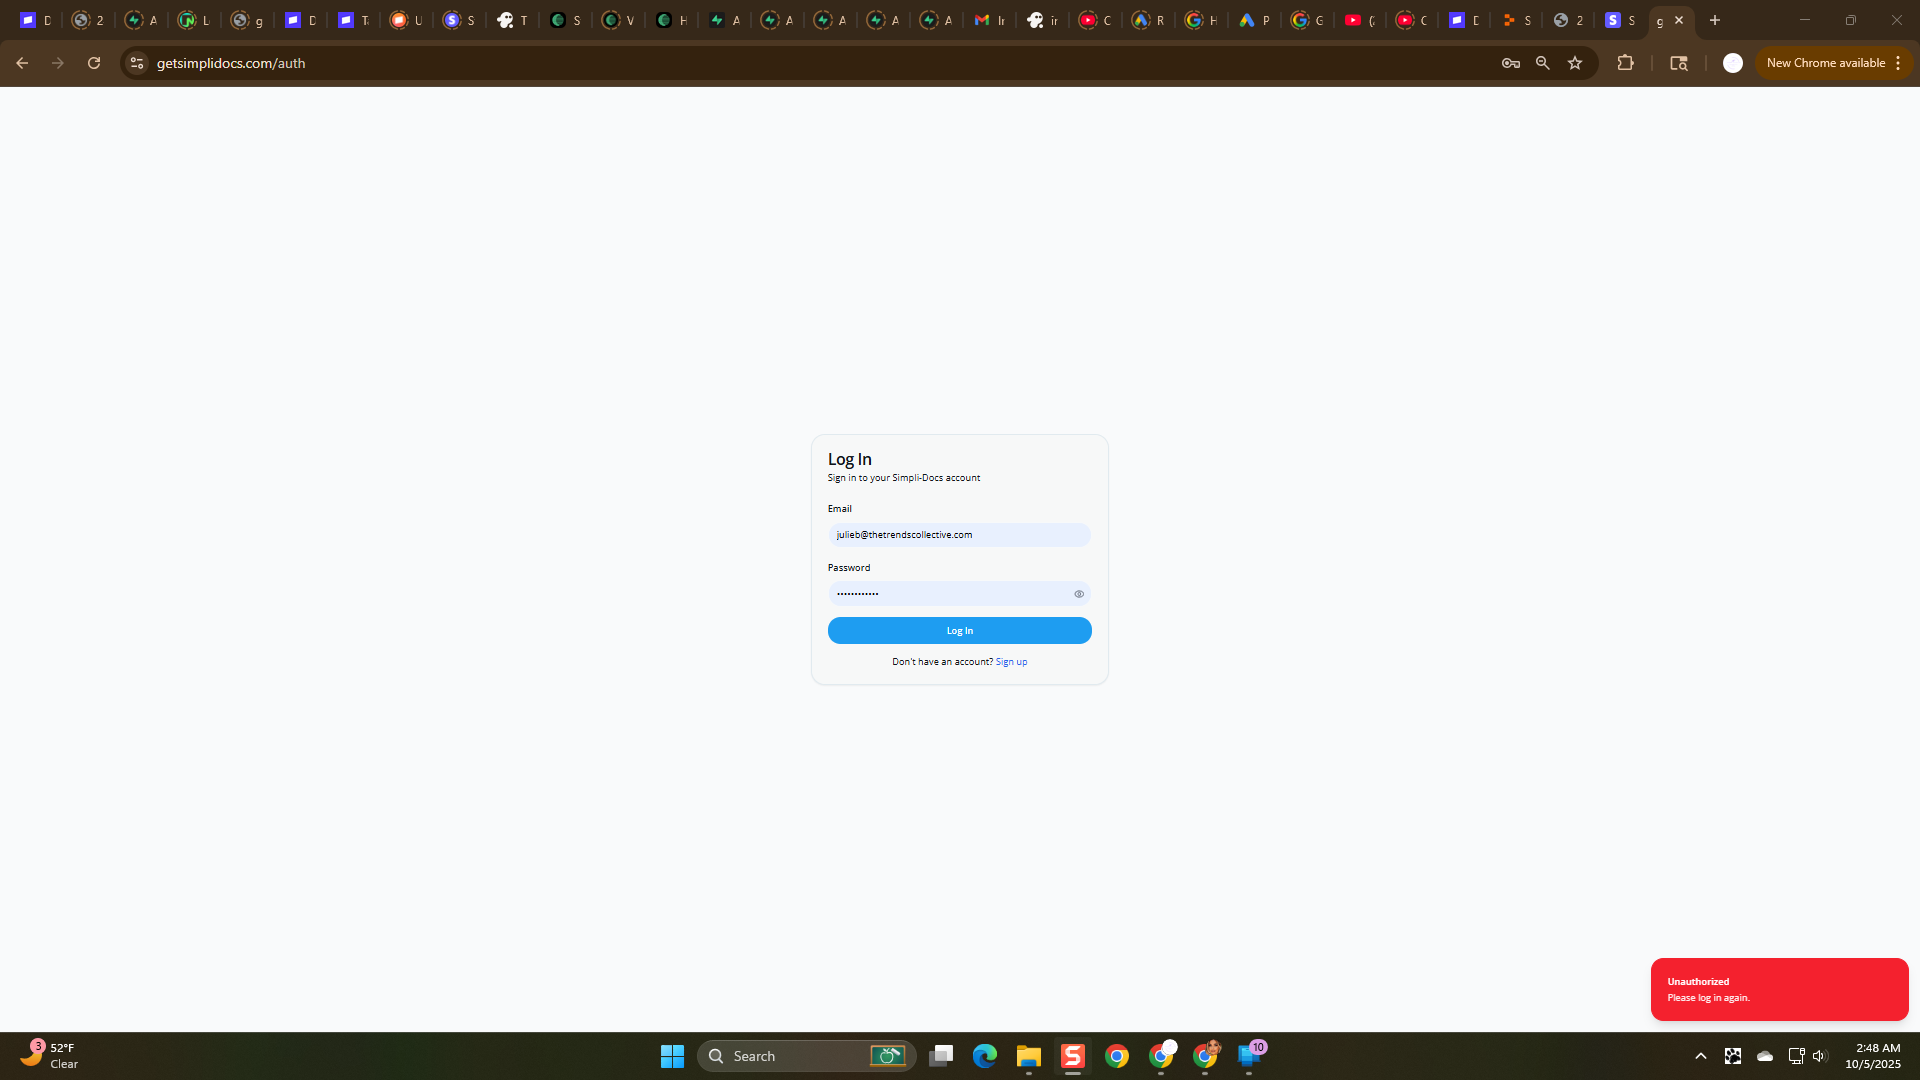 D
2
A
L
g
D
T
U
S
T
S
V
H
A
A
A
A
A
In
in
C
R
H
P
G
(2
C
D
S
2
S
g
getsimplidocs.com/auth
New Chrome available
Log In
Sign in to your Simpli-Docs account
Email
julieb@thetrendscollective.com
Password
••••••••••••
Log In
Don't have an account? Sign up
Unauthorized
Please log in again.
3
52°F
Clear
Search
10
2:48 AM
10/5/2025